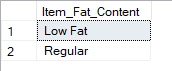 Item_Fat_Content
1 Low Fat
2 Regular